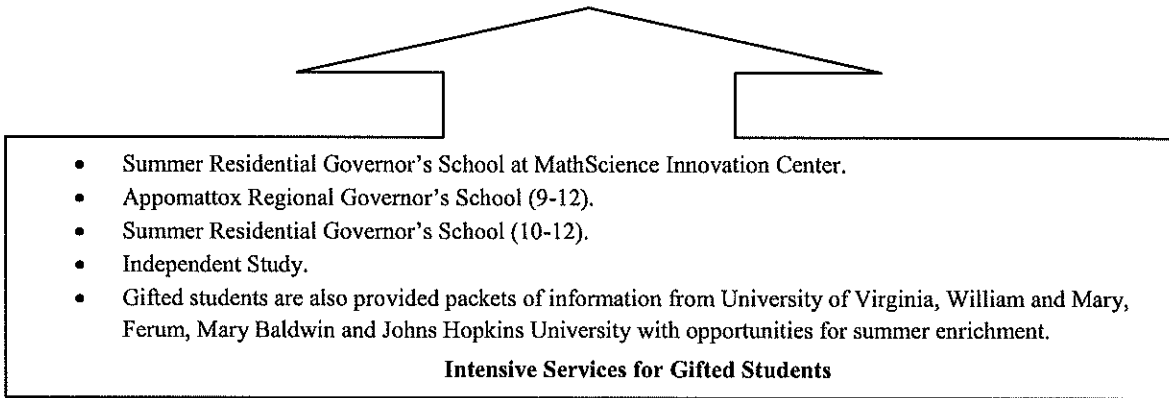 • Summer Residential Governor's School at MathScience Innovation Center.
• Appomattox Regional Governor's School (9-12).
• Summer Residential Governor's School (10-12).
• Independent Study.
• Gifted students are also provided packets of information from University of Virginia, William and Mary,
Ferum, Mary Baldwin and Johns Hopkins University with opportunities for summer enrichment.
Intensive Services for Gifted Students